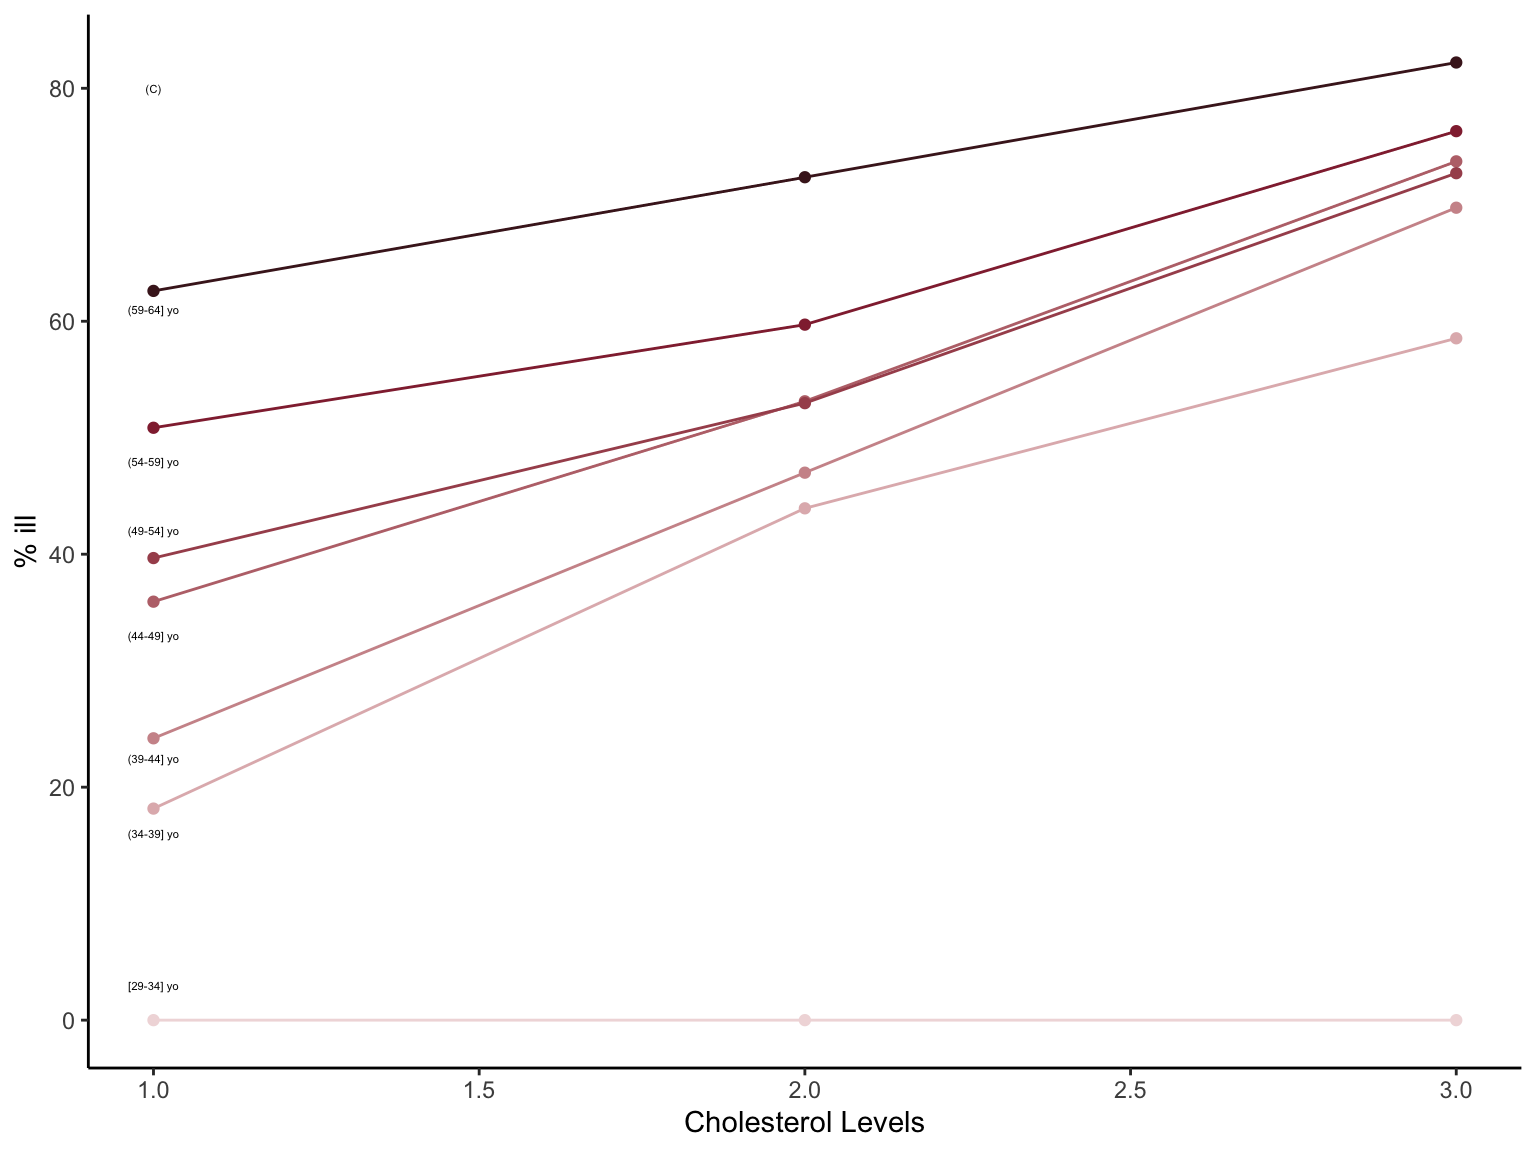 80
(C)
60
(59-64] yo
(54-59] yo
(49-54] yo
% ill
40
(44-49] yo
(39-44] yo
20
(34-39] yo
[29-34] yo
0
1.0 1.5 2.0 2.5 3.0
Cholesterol Levels